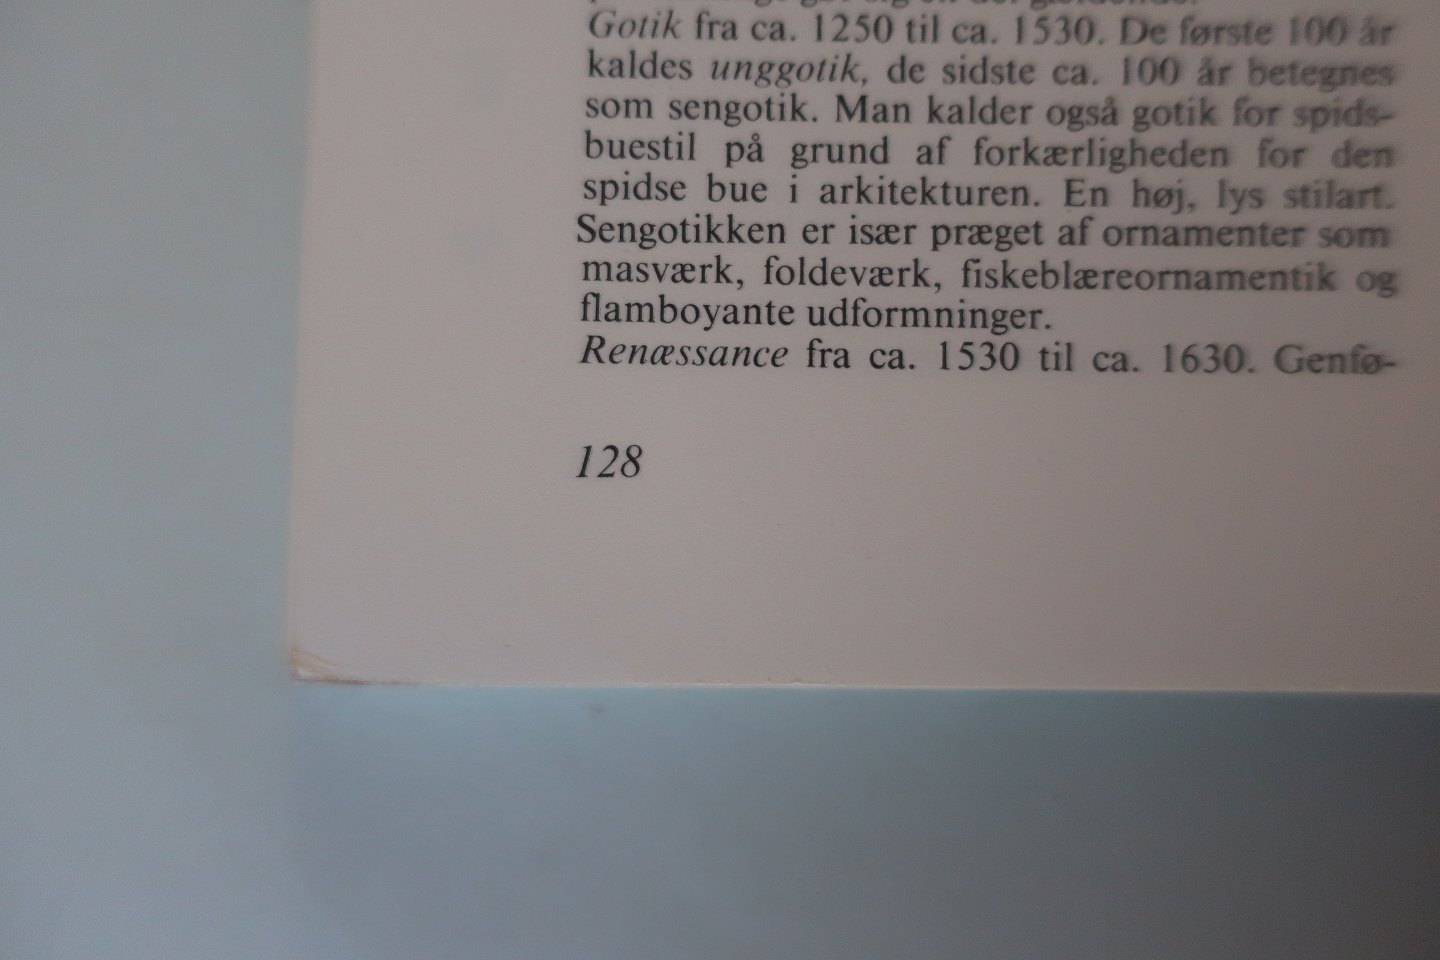 Gotik fra ca. 1250 til ca. 1530. De første 100 år
kaldes unggotik, de sidste ca. 100 år betegnes
som sengotik. Man kalder også gotik for spids-
buestil på grund af forkærligheden for den
spidse bue i arkitekturen. En høj, lys stilart.
Sengotikken er især præget af ornamenter som
masværk, foldeværk, fiskeblæreornamentik og
flamboyante udformninger.
Renæssance fra ca. 1530 til ca. 1630. Genfø-
128